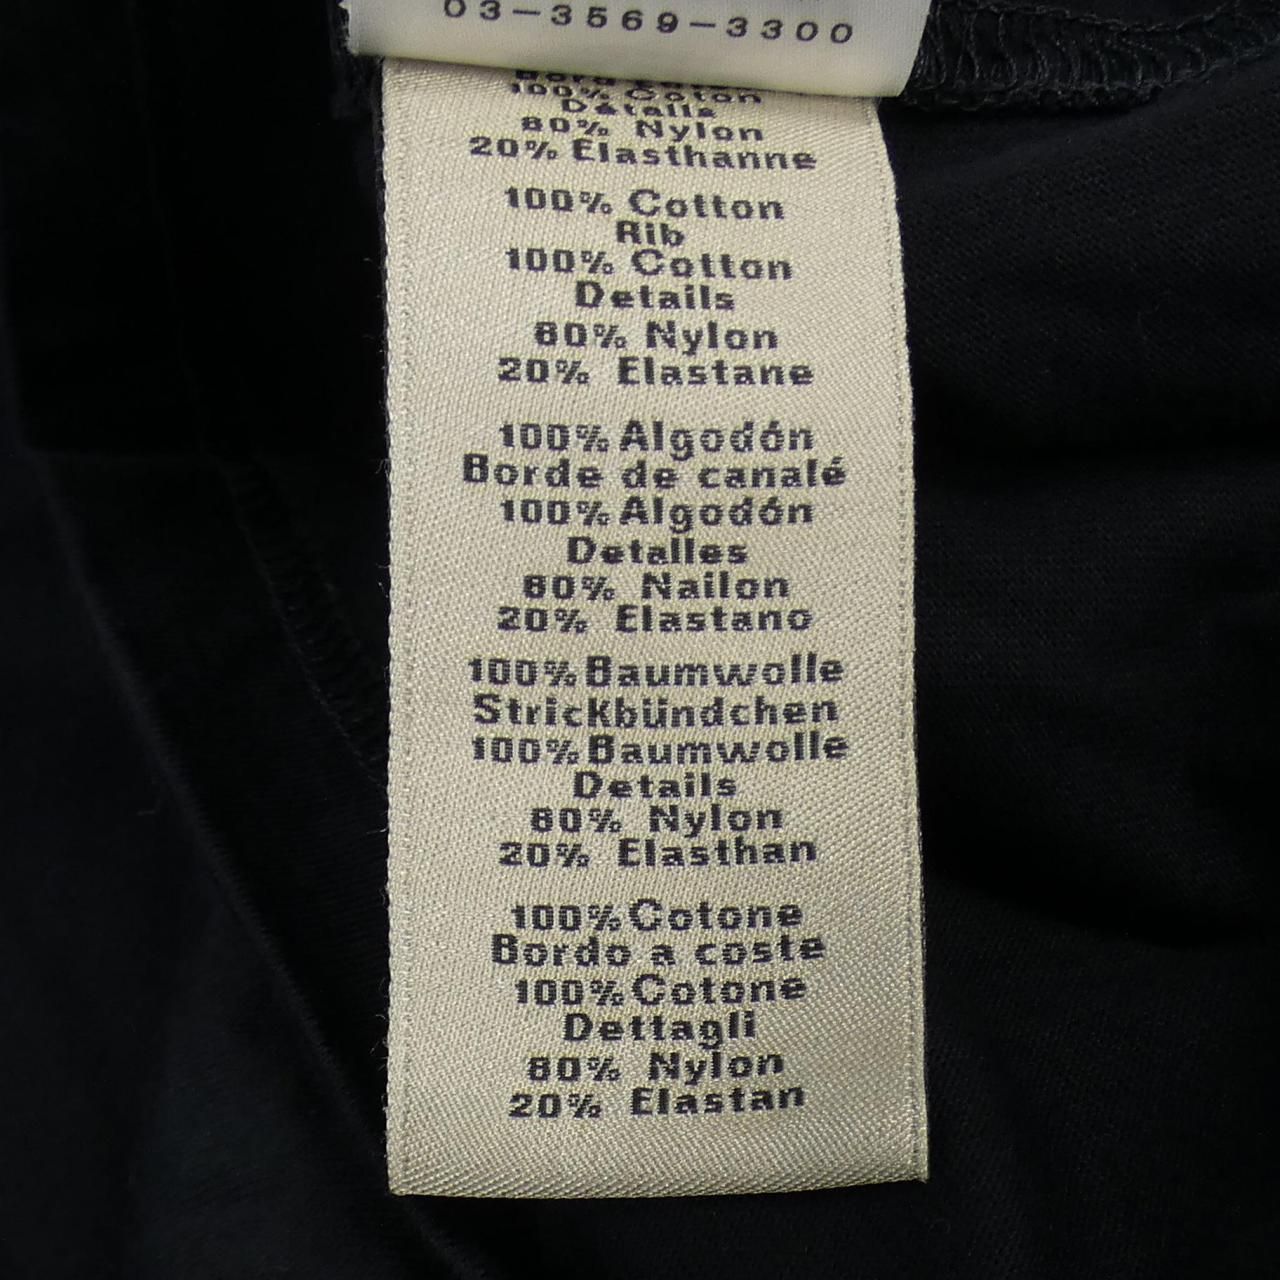 03-3569-3300
100% Coton
Détails
80% Nylon
20% Elasthanne
100% Cotton
Rib
100% Cotton
Details
80% Nylon
20% Elastane
100% Algodón
Borde de canalé
100% Algodón
Detalles
80% Nailon
20% Elastano
100% Baumwolle
Strickbündchen
100% Baumwolle
Details
80% Nylon
20% Elasthan
100% Cotone
Bordo a coste
100% Cotone
Dettagli
80% Nylon
20% Elastan